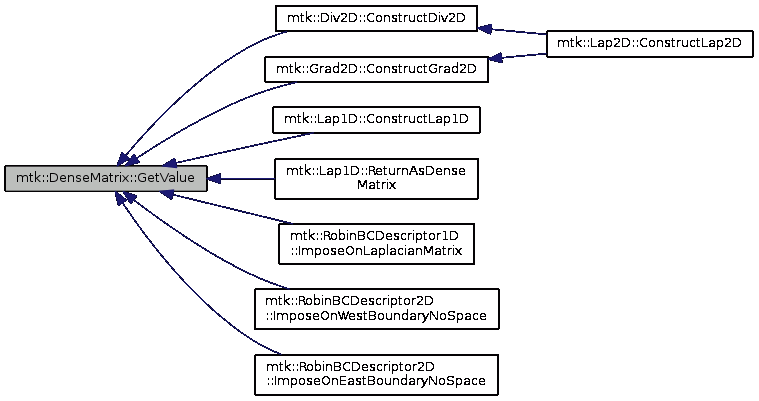 mtk::Div2D::ConstructDiv2D
mtk::Lap2D::ConstructLap2D
mtk::Grad2D::ConstructGrad2D
mtk::Lap1D::ConstructLap1D
mtk::DenseMatrix::GetValue
mtk::Lap1D::ReturnAsDense
Matrix
mtk::RobinBCDescriptor1D
::ImposeOnLaplacianMatrix
mtk::RobinBCDescriptor2D
::ImposeOnWestBoundaryNoSpace
mtk::RobinBCDescriptor2D
::ImposeOnEastBoundaryNoSpace